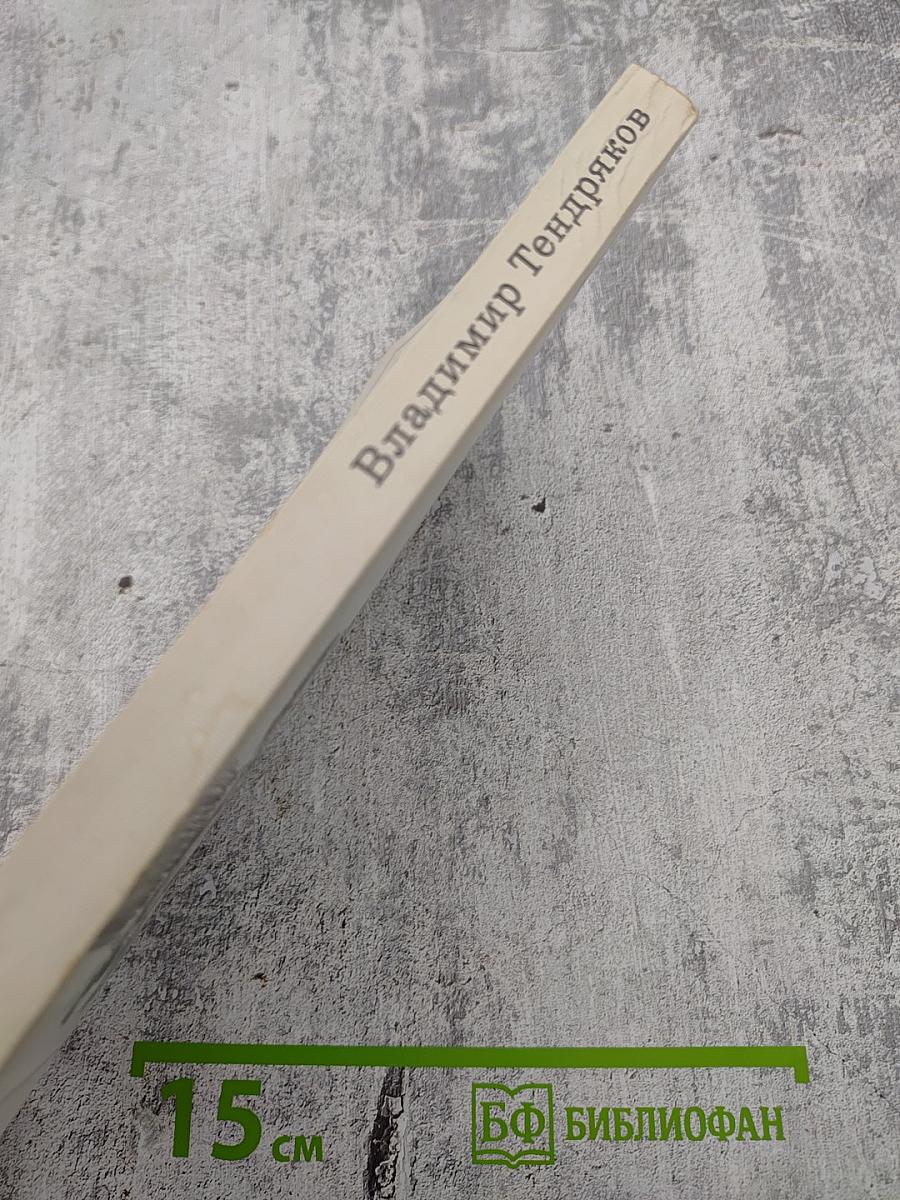 Владимир Тендряков
15 см
БФ БИБЛИОФАН